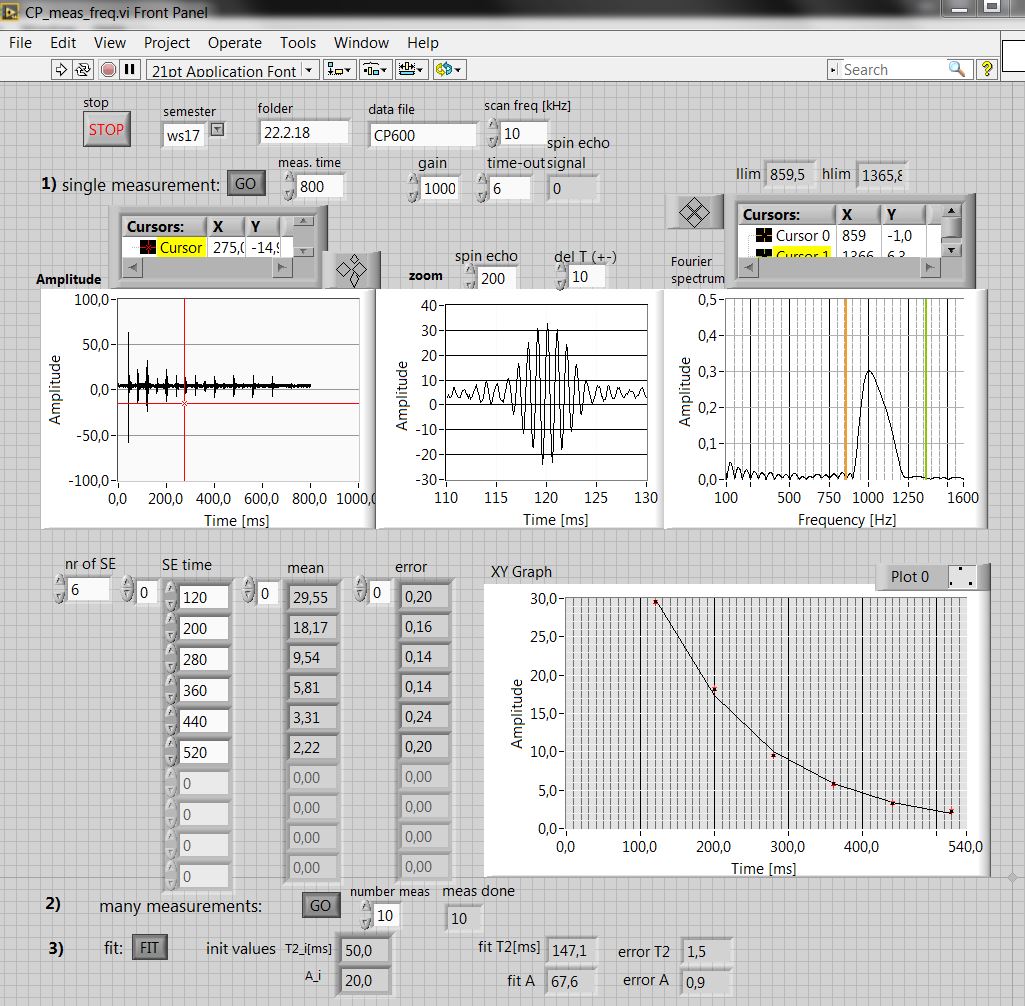 CP_meas_freq.vi Front Panel
File Edit View Project Operate Tools Window Help
21pt Application Font Search ?
stop semester folder data file scan freq [kHz]
STOP ws17 22.2.18 CP600 10
1) single measurement: GO meas. time 800 gain 1000 time-out 6 spin echo signal 0
llim 859,5 hlim 1365,8
Cursors: X Y
Cursor 275,0 -14,9
Cursors: X Y
Cursor 0 859 -1,0
Cursor 1 1366 6,3
Amplitude
zoom spin echo 200 del T (+-) 10
Fourier spectrum
100,0
50,0
0,0
-50,0
-100,0
Amplitude
0,0 200,0 400,0 600,0 800,0 1000,0
Time [ms]
40
30
20
10
0
-10
-20
-30
Amplitude
110 115 120 125 130
Time [ms]
0,5
0,4
0,3
0,2
0,1
0,0
Amplitude
100 500 750 1000 1250 1600
Frequency [Hz]
nr of SE SE time mean error
6 0 120 0 29,55 0 0,20
200 18,17 0,16
280 9,54 0,14
360 5,81 0,14
440 3,31 0,24
520 2,22 0,20
0 0,00 0,00
0 0,00 0,00
0 0,00 0,00
0 0,00 0,00
XY Graph Plot 0
30,0
25,0
20,0
15,0
10,0
5,0
0,0
Amplitude
0,0 100,0 200,0 300,0 400,0 540,0
Time [ms]
2) many measurements: GO number meas 10 meas done 10
3) fit: FIT init values T2_i[ms] 50,0 fit T2[ms] 147,1 error T2 1,5
A_i 20,0 fit A 67,6 error A 0,9